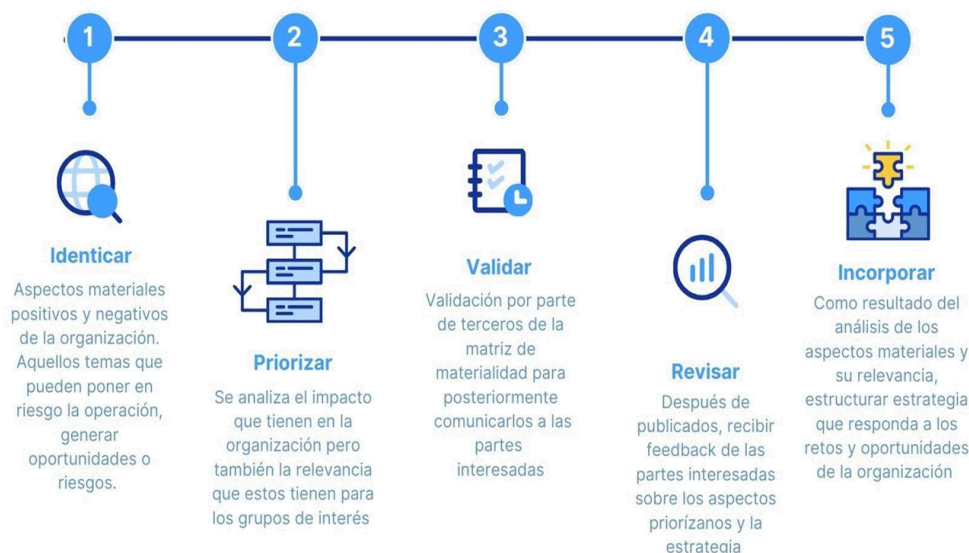 1
2
3
4
5
Identicar
Aspectos materiales
positivos y negativos
de la organización.
Aquellos temas que
pueden poner en
riesgo la operación,
generar
oportunidades o
riesgos.
Priorizar
Se analiza el impacto
que tienen en la
organización pero
también la relevancia
que estos tienen para
los grupos de interés
Validar
Validación por parte
de terceros de la
matriz de
materialidad para
posteriormente
comunicarlos a las
partes
interesadas
Revisar
Después de
publicados, recibir
feedback de las
partes interesadas
sobre los aspectos
priorízanos y la
estrategia
Incorporar
Como resultado del
análisis de los
aspectos materiales y
su relevancia,
estructurar estrategia
que responda a los
retos y oportunidades
de la organización